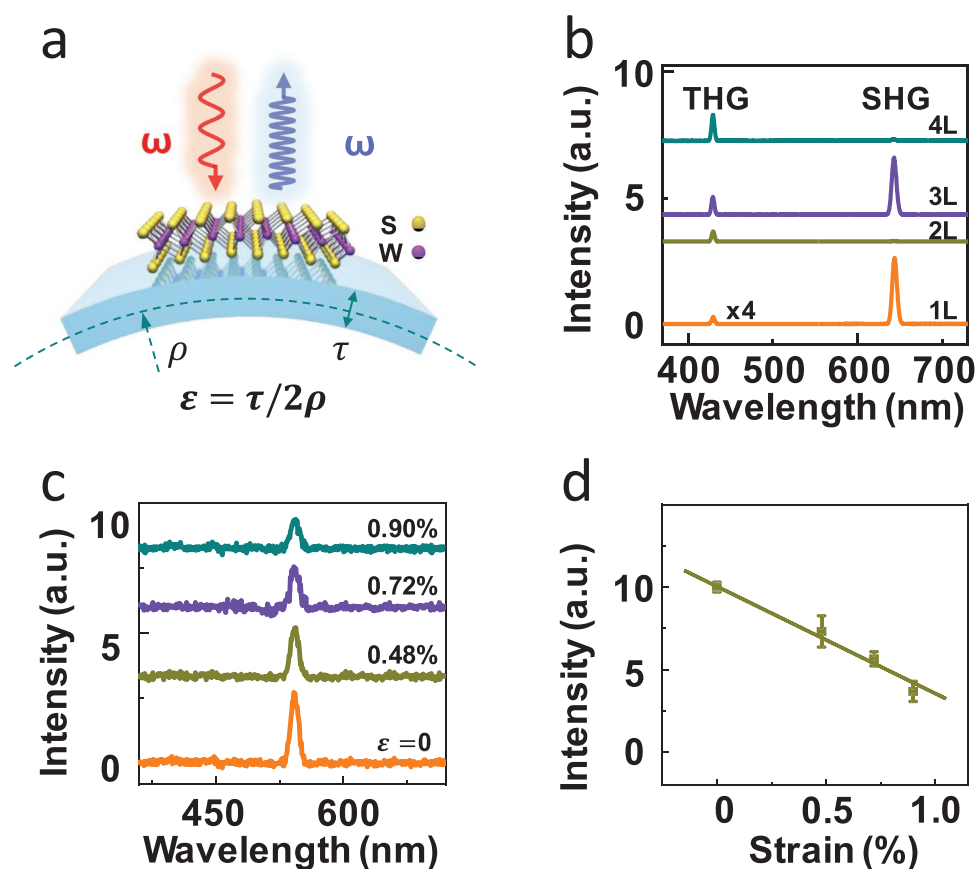 a
ω
ω
S
W
ρ
τ
ε = τ/2ρ
b
10
5
0
Intensity (a.u.)
THG
SHG
4L
3L
2L
x4
1L
400
500
600
700
Wavelength (nm)
c
10
5
0
Intensity (a.u.)
0.90%
0.72%
0.48%
ε =0
450
600
Wavelength (nm)
d
10
5
0
Intensity (a.u.)
0
0.5
1.0
Strain (%)